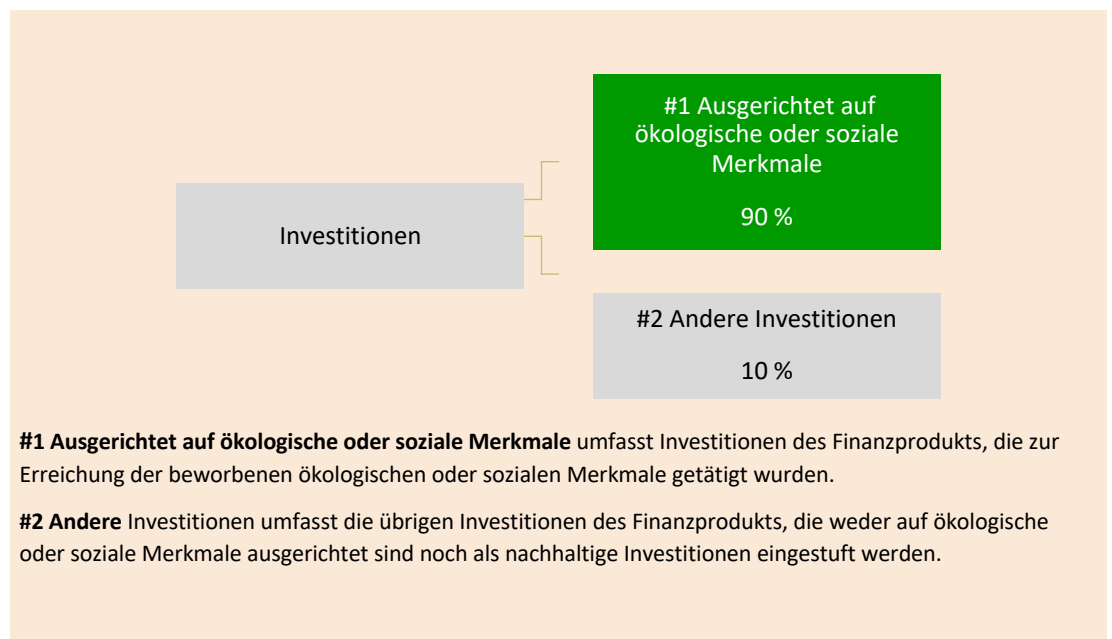 #1 Ausgerichtet auf
ökologische oder soziale
Merkmale
90 %
Investitionen
#2 Andere Investitionen
10 %
#1 Ausgerichtet auf ökologische oder soziale Merkmale umfasst Investitionen des Finanzprodukts, die zur
Erreichung der beworbenen ökologischen oder sozialen Merkmale getätigt wurden.
#2 Andere Investitionen umfasst die übrigen Investitionen des Finanzprodukts, die weder auf ökologische
oder soziale Merkmale ausgerichtet sind noch als nachhaltige Investitionen eingestuft werden.